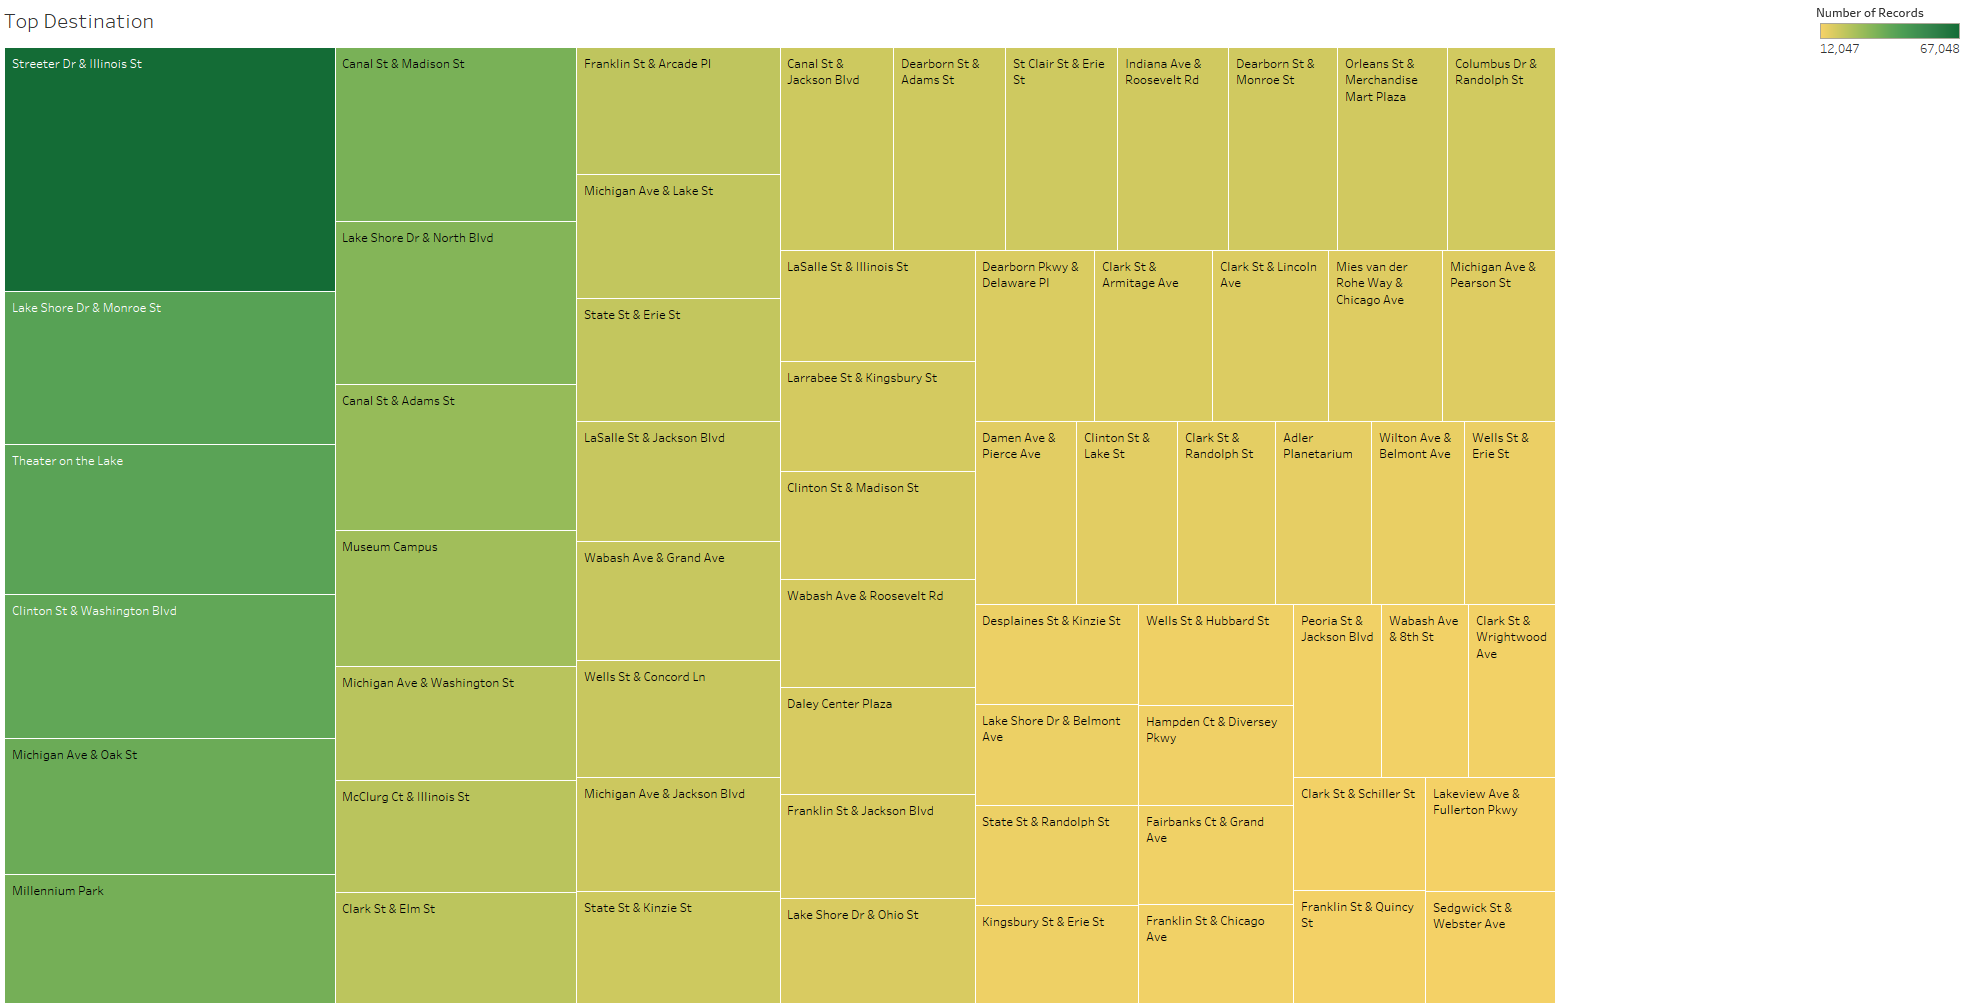 Top Destination
Number of Records
12,047
67,048
Streeter Dr & Illinois St
Lake Shore Dr & Monroe St
Theater on the Lake
Clinton St & Washington Blvd
Michigan Ave & Oak St
Millennium Park
Canal St & Madison St
Lake Shore Dr & North Blvd
Canal St & Adams St
Museum Campus
Michigan Ave & Washington St
McClurg Ct & Illinois St
Clark St & Elm St
Franklin St & Arcade Pl
Michigan Ave & Lake St
State St & Erie St
LaSalle St & Jackson Blvd
Wabash Ave & Grand Ave
Wells St & Concord Ln
Michigan Ave & Jackson Blvd
State St & Kinzie St
Canal St &
Jackson Blvd
Dearborn St &
Adams St
St Clair St & Erie
St
Indiana Ave &
Roosevelt Rd
Dearborn St &
Monroe St
Orleans St &
Merchandise
Mart Plaza
Columbus Dr &
Randolph St
LaSalle St & Illinois St
Larrabee St & Kingsbury St
Clinton St & Madison St
Wabash Ave & Roosevelt Rd
Daley Center Plaza
Franklin St & Jackson Blvd
Lake Shore Dr & Ohio St
Dearborn Pkwy &
Delaware Pl
Clark St &
Armitage Ave
Clark St & Lincoln
Ave
Mies van der
Rohe Way &
Chicago Ave
Michigan Ave &
Pearson St
Damen Ave &
Pierce Ave
Clinton St &
Lake St
Clark St &
Randolph St
Adler
Planetarium
Wilton Ave &
Belmont Ave
Wells St &
Erie St
Desplaines St & Kinzie St
Lake Shore Dr & Belmont
Ave
State St & Randolph St
Kingsbury St & Erie St
Wells St & Hubbard St
Hampden Ct & Diversey
Pkwy
Fairbanks Ct & Grand
Ave
Franklin St & Chicago
Ave
Peoria St &
Jackson Blvd
Wabash Ave
& 8th St
Clark St &
Wrightwood
Ave
Clark St & Schiller St
Franklin St & Quincy
St
Lakeview Ave &
Fullerton Pkwy
Sedgwick St &
Webster Ave